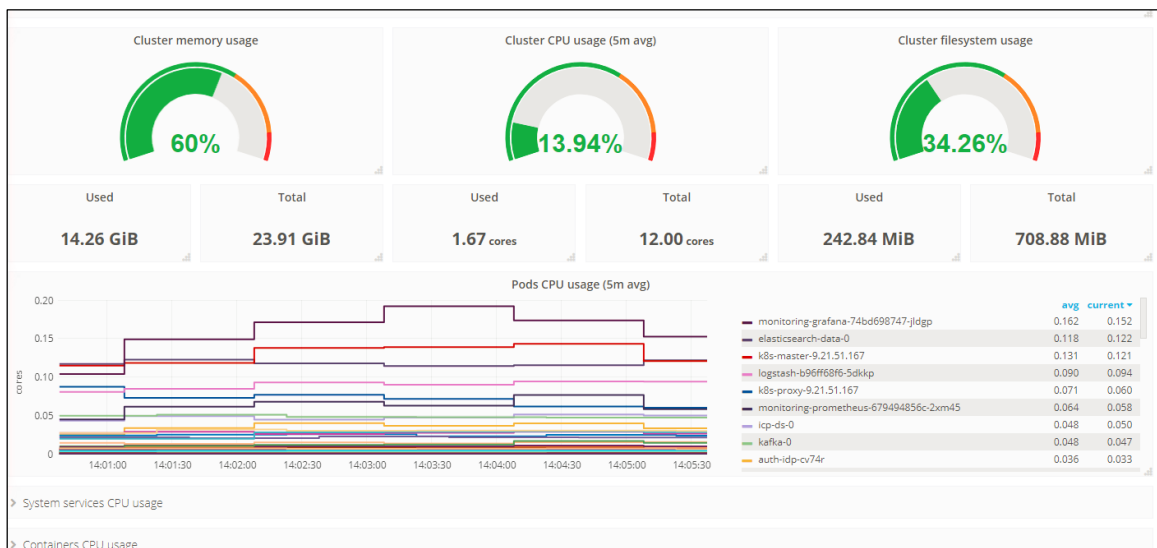 Cluster memory usage
Cluster CPU usage (5m avg)
Cluster filesystem usage
60%
13.94%
34.26%
Used
Total
Used
Total
Used
Total
14.26 GiB
23.91 GiB
1.67 cores
12.00 cores
242.84 MiB
708.88 MiB
Pods CPU usage (5m avg)
cores
0.20
0.15
0.10
0.05
0
14:01:00 14:01:30 14:02:00 14:02:30 14:03:00 14:03:30 14:04:00 14:04:30 14:05:00 14:05:30
avg current
monitoring-grafana-74bd698747-jldgp 0.162 0.152
elasticsearch-data-0 0.118 0.122
k8s-master-9.21.51.167 0.131 0.121
logstash-b96ff68f6-5dkkp 0.090 0.094
k8s-proxy-9.21.51.167 0.071 0.060
monitoring-prometheus-679494856c-2xm45 0.064 0.058
icp-ds-0 0.048 0.050
kafka-0 0.048 0.047
auth-idp-cv74r 0.036 0.033
System services CPU usage
Containers CPU usage